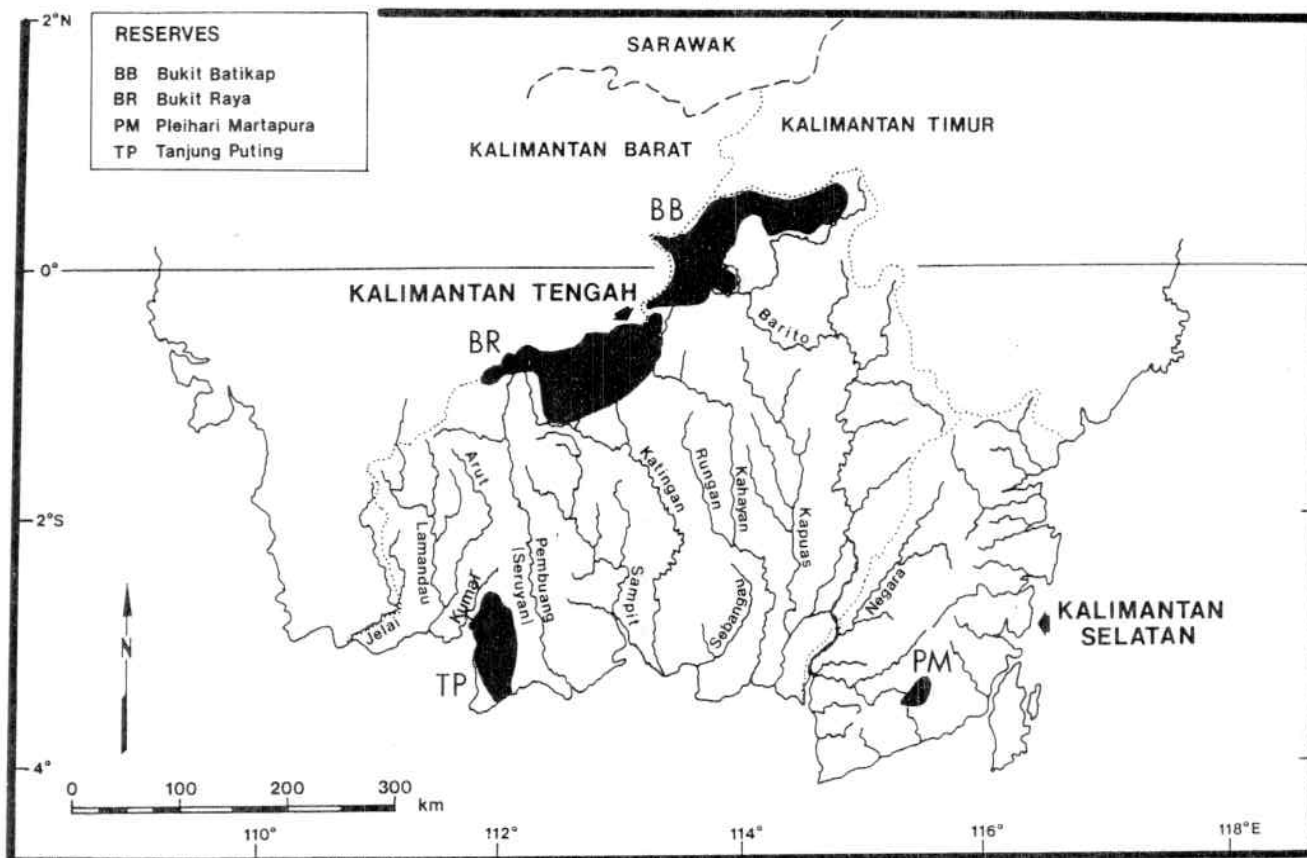 2°N
RESERVES
BB Bukit Batikap
BR Bukit Raya
PM Pleihari Martapura
TP Tanjung Puting
SARAWAK
KALIMANTAN TIMUR
KALIMANTAN BARAT
BB
0°
KALIMANTAN TENGAH
BR
Barito
Arut
Katingan
Rungan
Kahayan
Kapuas
2°S
Lamandau
Pembuang
(Seruyan)
Sampit
Sebangau
Negara
Kumai
Jelai
KALIMANTAN
SELATAN
N
TP
PM
4°
0 100 200 300
km
110° 112° 114° 116° 118°E